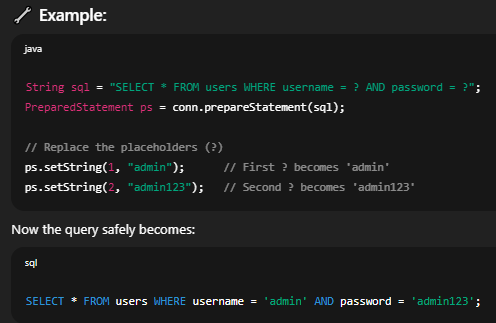 🔧 Example:
java
String sql = "SELECT * FROM users WHERE username = ? AND password = ?";
PreparedStatement ps = conn.prepareStatement(sql);
// Replace the placeholders (?)
ps.setString(1, "admin");      // First ? becomes 'admin'
ps.setString(2, "admin123");   // Second ? becomes 'admin123'
Now the query safely becomes:
sql
SELECT * FROM users WHERE username = 'admin' AND password = 'admin123';